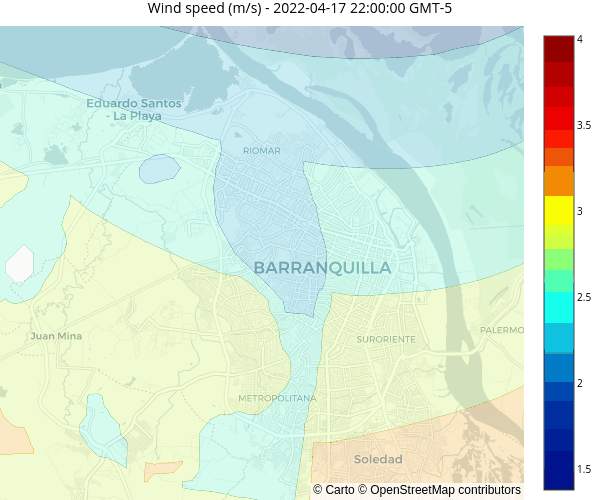 Wind speed (m/s) - 2022-04-17 22:00:00 GMT-5
4
Eduardo Santos
- La Playa
3.5
RIOMAR
3
BARRANQUILLA
2.5
Juan Mina
SURORIENTE
PALERMO
2
METROPOLITANA
Soledad
1.5
© Carto © OpenStreetMap contributors